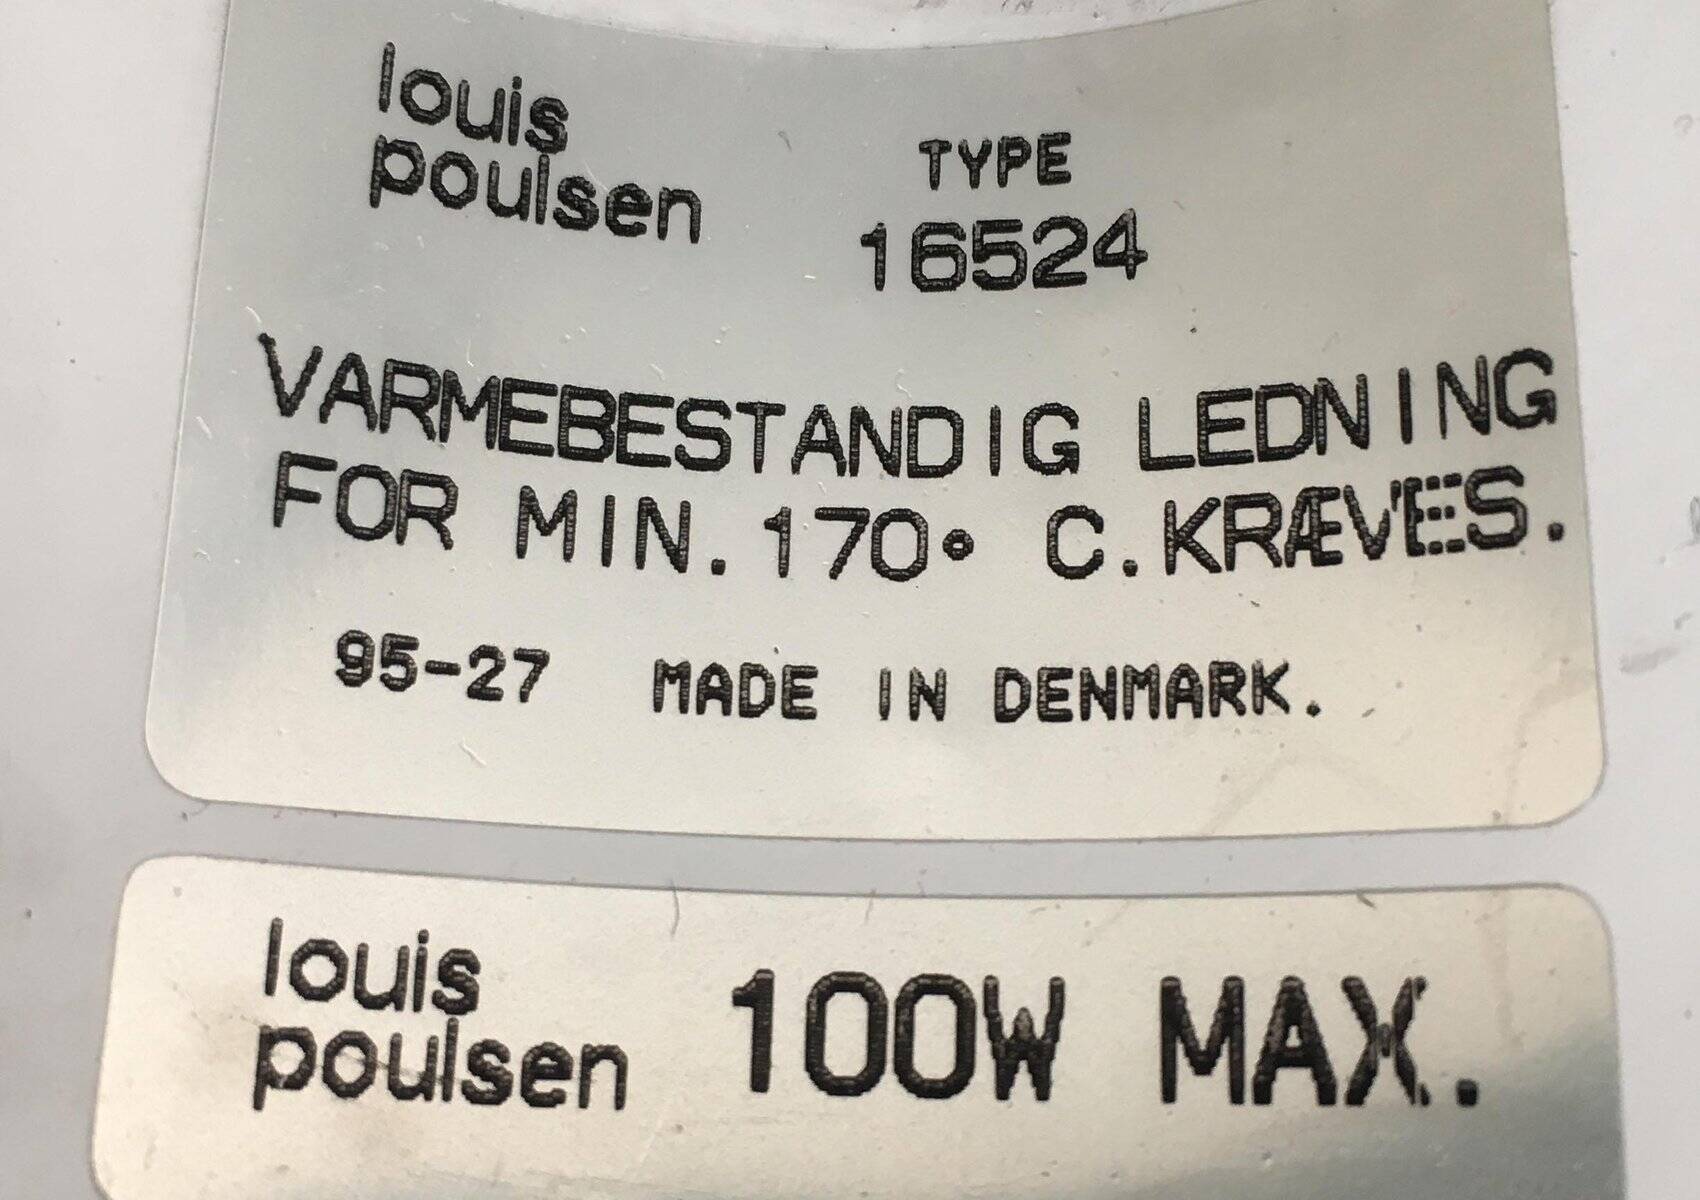 louis
poulsen
TYPE
16524
VARMEBESTANDIG LEDNING
FOR MIN. 170° C. KRÆVES.
95-27 MADE IN DENMARK.
louis
poulsen
100W MAX.